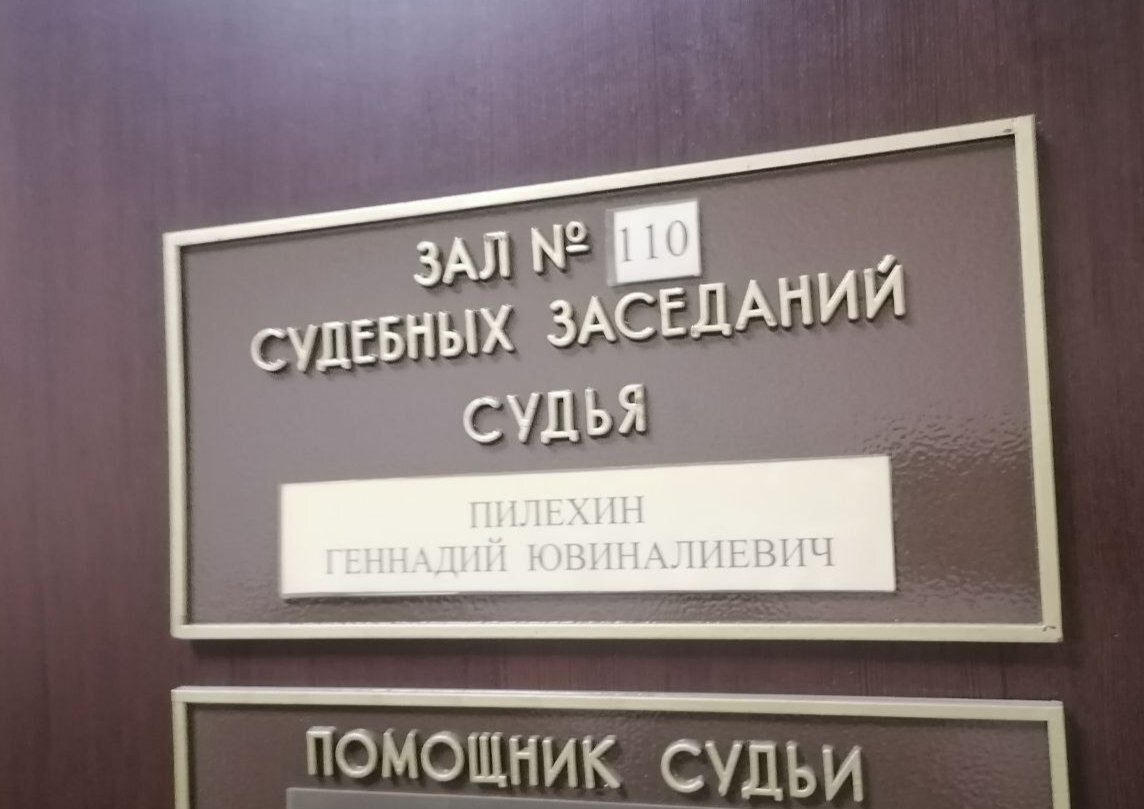 ЗАЛ № 110
СУДЕБНЫХ ЗАСЕДАНИЙ
СУДЬЯ
ПИЛЕХИН
ГЕННАДИЙ ЮВИНАЛИЕВИЧ
ПОМОЩНИК СУДЬИ